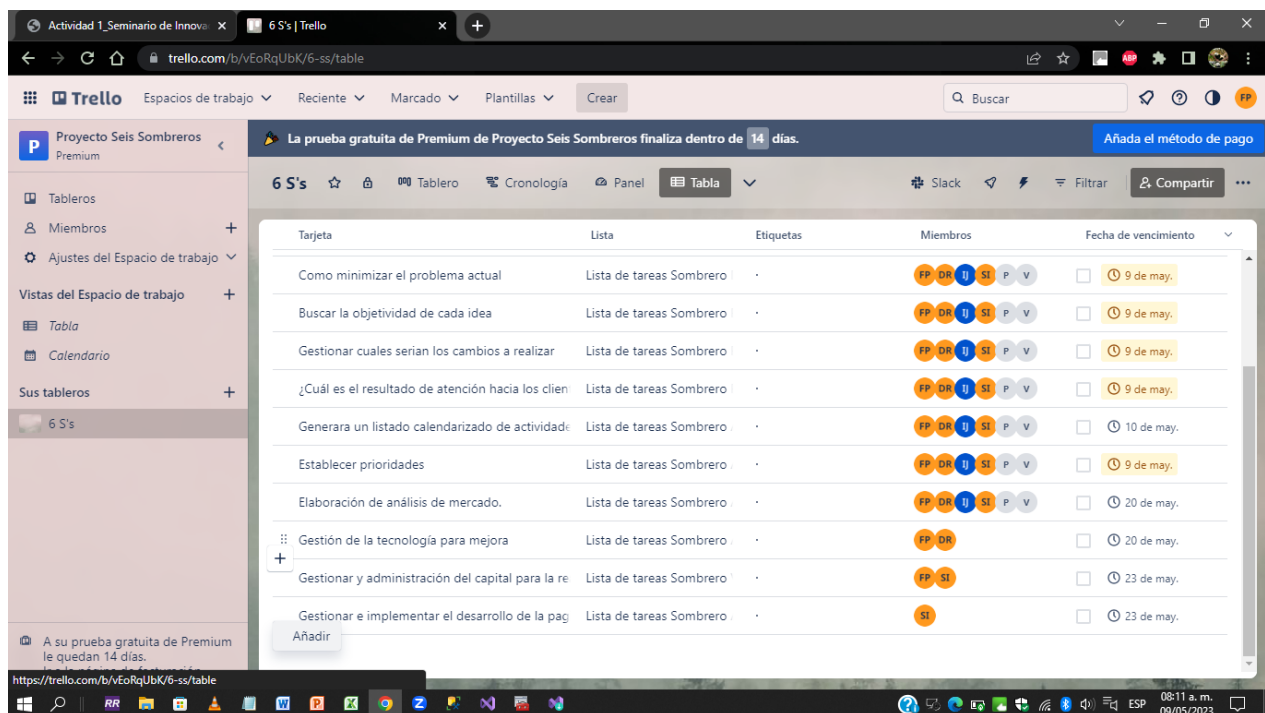 Actividad 1_Seminario de Innova
6 S's | Trello
trello.com/b/vEoRqUbK/6-ss/table
ABP
Trello Espacios de trabajo Reciente Marcado Plantillas Crear Buscar FP
P Proyecto Seis Sombreros
Premium
La prueba gratuita de Premium de Proyecto Seis Sombreros finaliza dentro de 14 días. Añada el método de pago
6 S's Tablero Cronología Panel Tabla Slack Filtrar Compartir
Tableros
Miembros
Ajustes del Espacio de trabajo
Vistas del Espacio de trabajo
Tabla
Calendario
Sus tableros
6 S's
Tarjeta Lista Etiquetas Miembros Fecha de vencimiento
Como minimizar el problema actual Lista de tareas Sombrero FP DR IJ SI P V 9 de may.
Buscar la objetividad de cada idea Lista de tareas Sombrero FP DR IJ SI P V 9 de may.
Gestionar cuales serian los cambios a realizar Lista de tareas Sombrero FP DR IJ SI P V 9 de may.
¿Cuál es el resultado de atención hacia los clien Lista de tareas Sombrero FP DR IJ SI P V 9 de may.
Generara un listado calendarizado de actividade Lista de tareas Sombrero FP DR IJ SI P V 10 de may.
Establecer prioridades Lista de tareas Sombrero FP DR IJ SI P V 9 de may.
Elaboración de análisis de mercado. Lista de tareas Sombrero FP DR IJ SI P V 20 de may.
Gestión de la tecnología para mejora Lista de tareas Sombrero FP DR 20 de may.
Gestionar y administración del capital para la re Lista de tareas Sombrero FP SI 23 de may.
Gestionar e implementar el desarrollo de la pag Lista de tareas Sombrero SI 23 de may.
Añadir
A su prueba gratuita de Premium
le quedan 14 días.
https://trello.com/b/vEoRqUbK/6-ss/table
RR ESP 08:11 a. m.
09/05/2023